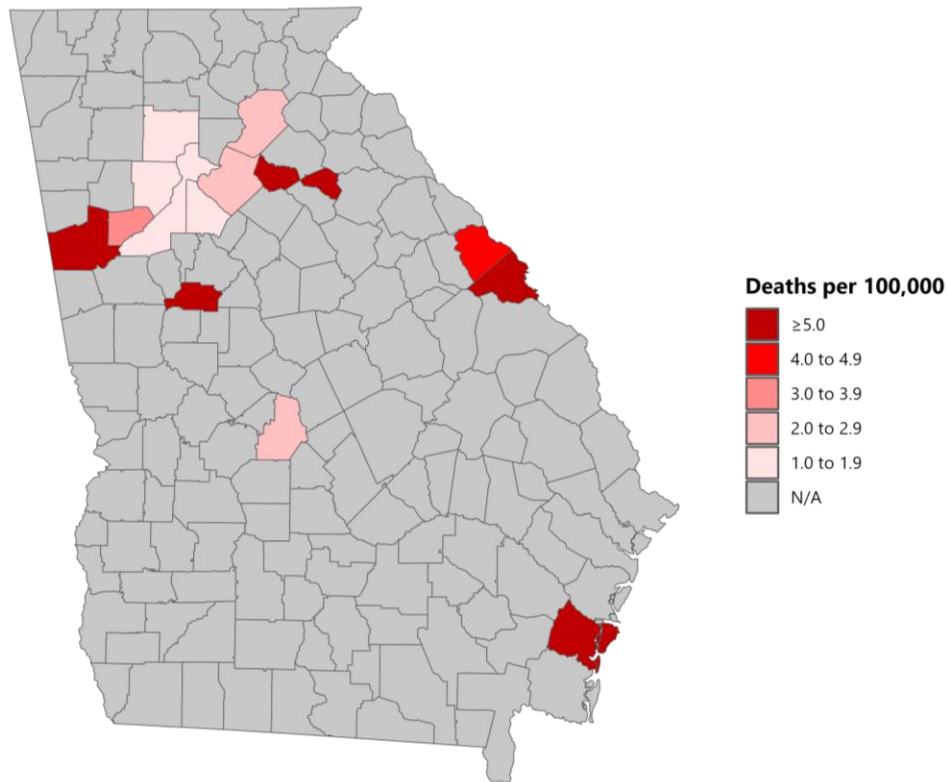 Deaths per 100,000
≥5.0
4.0 to 4.9
3.0 to 3.9
2.0 to 2.9
1.0 to 1.9
N/A